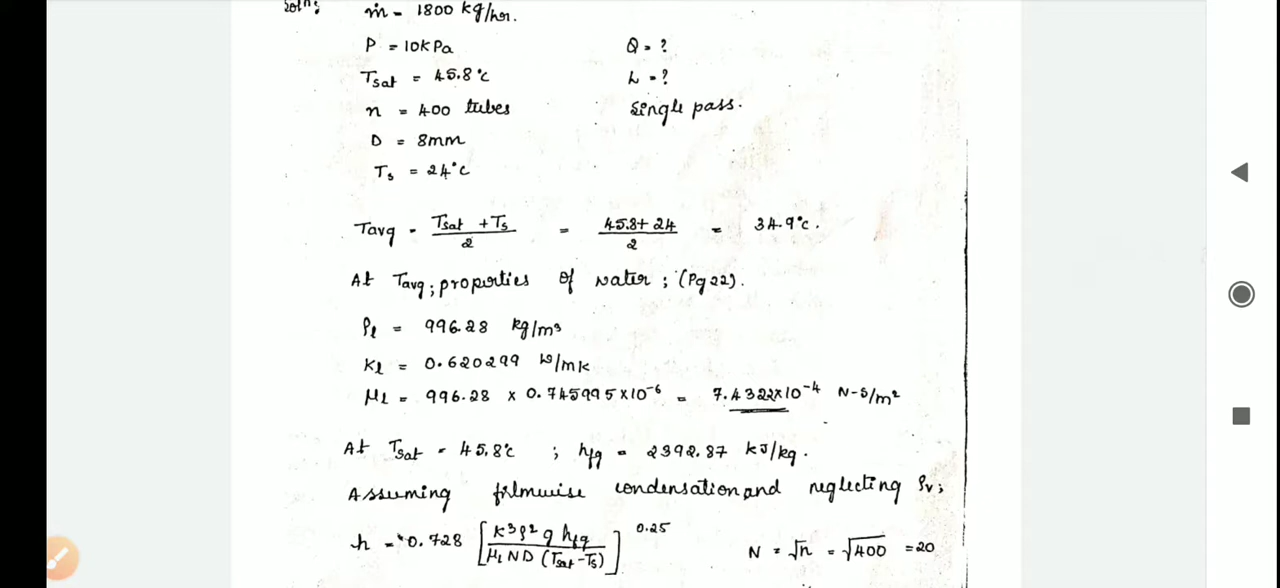 Soln;
ṁ = 1800 kg/hr.
P = 10kPa Q = ?
Tsat = 45.8°c L = ?
n = 400 tubes Single pass.
D = 8mm
Ts = 24°c
Tavg = Tsat + Ts / 2 = 45.8 + 24 / 2 = 34.9°c.
At Tavg; properties of water; (Pg 22).
ρl = 996.28 kg/m³
Kl = 0.620299 W/mk
μl = 996.28 × 0.745995×10⁻⁶ = 7.4322×10⁻⁴ N-S/m²
At Tsat = 45.8°c ; hfg = 2392.87 kJ/kg.
Assuming filmwise condensation and neglecting ρv;
h = 0.728 [K³ρ² g hfg / μl ND (Tsat - Ts)]^0.25 N = √n = √400 = 20